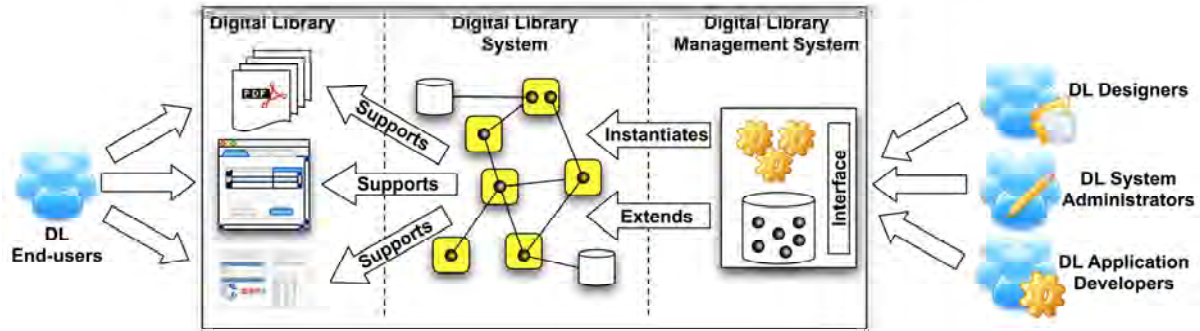 Digital Library
Digital Library
System
Digital Library
Management System
PDF
Supports
Supports
Supports
Instantiates
Extends
Interface
DL
End-users
DL Designers
DL System
Administrators
DL Application
Developers